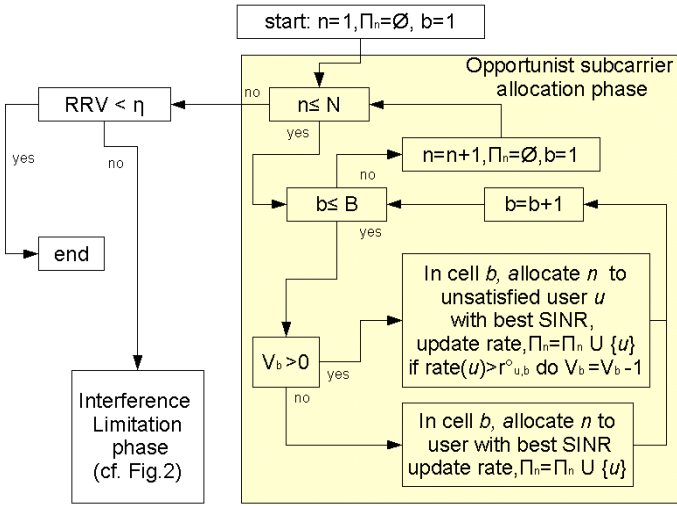 start: n=1,Πₙ=Ø, b=1
Opportunist subcarrier
allocation phase
RRV < η
no
n≤ N
yes
yes
no
n=n+1,Πₙ=Ø,b=1
no
b≤ B
yes
b=b+1
end
In cell b, allocate n to
unsatisfied user u
with best SINR,
update rate,Πₙ=Πₙ U {u}
if rate(u)>r°ᵤ,b do Vb=Vb-1
Vb>0
yes
no
Interference
Limitation
phase
(cf. Fig.2)
In cell b, allocate n to
user with best SINR
update rate,Πₙ=Πₙ U {u}